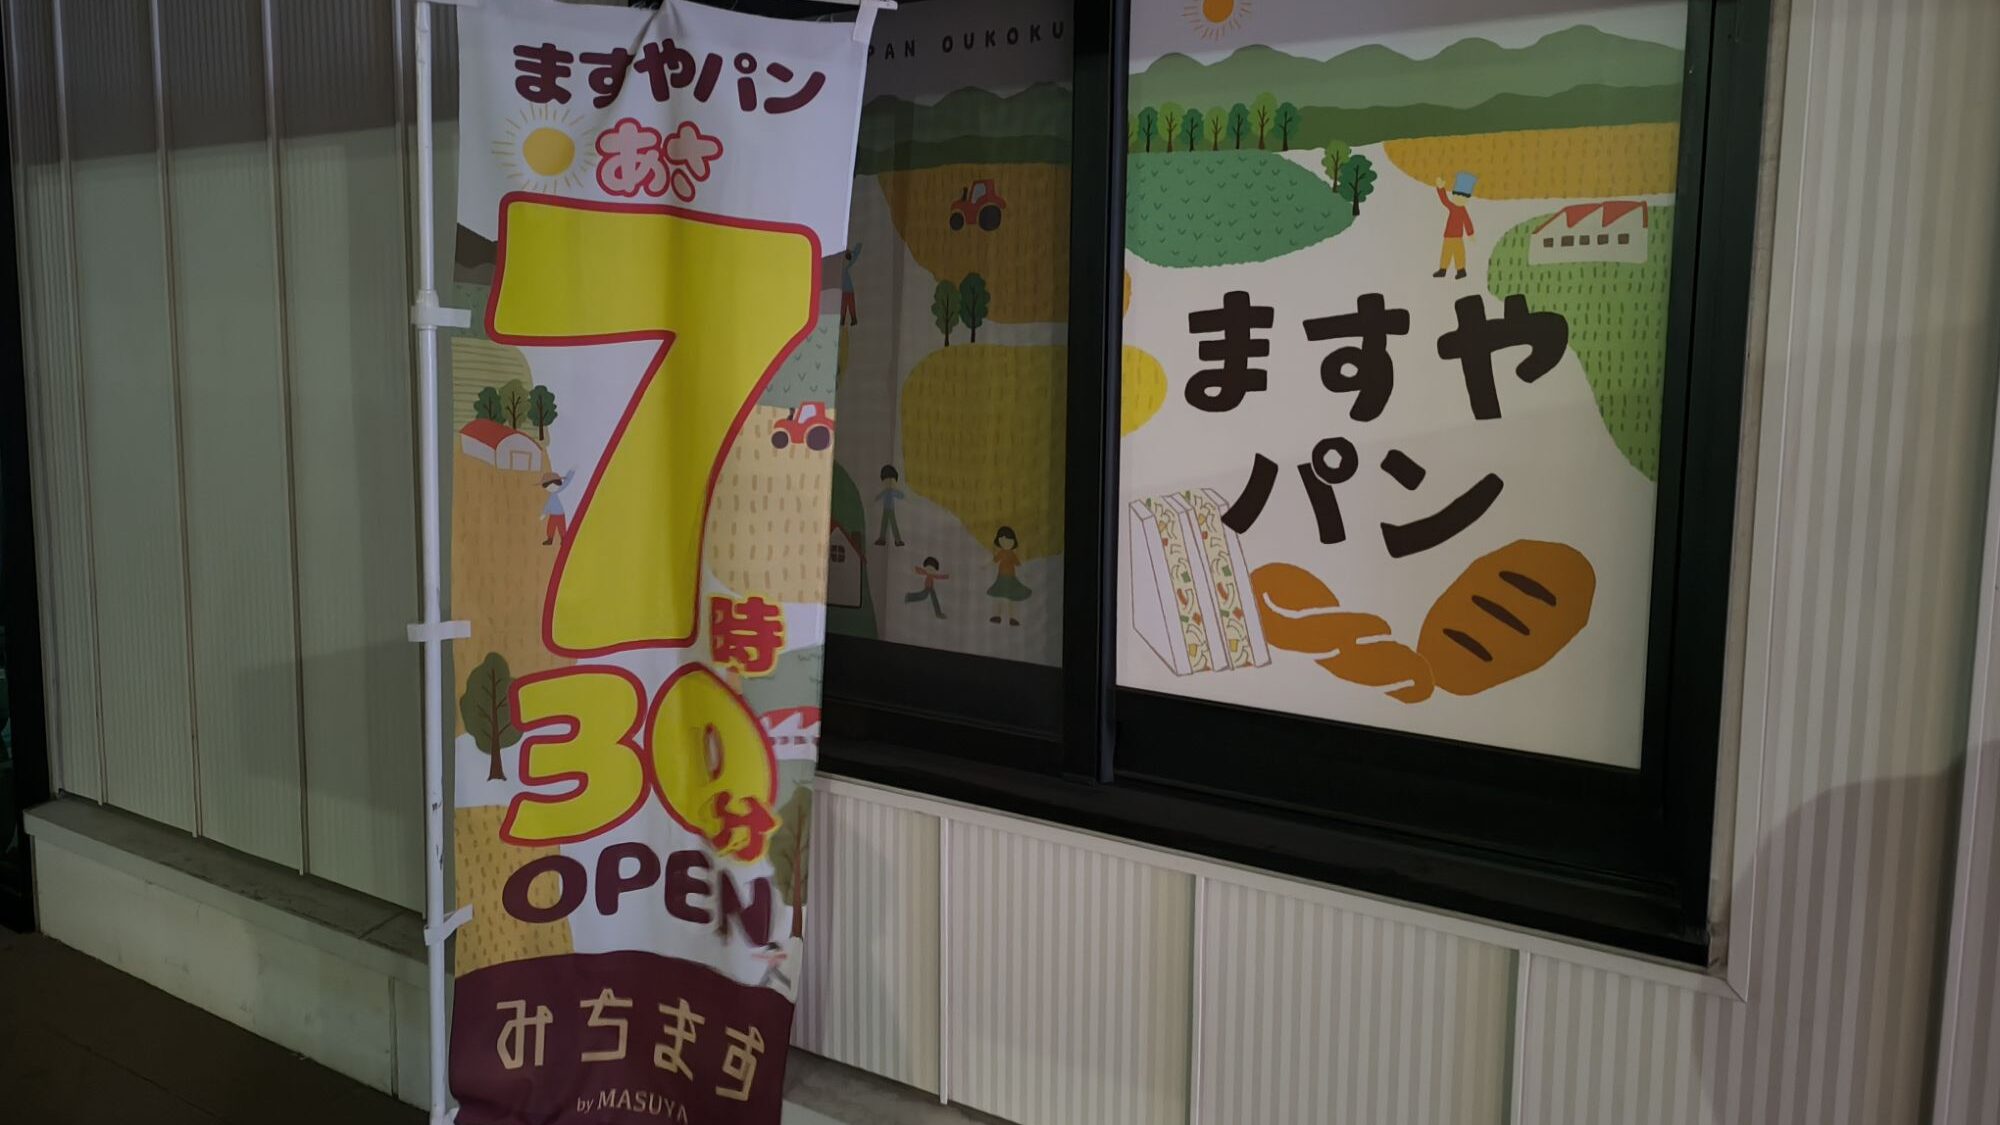 ますやパン
あさ
7時
30分
OPEN
みちます
by MASUYA
PAN OUKOKU
ますや
パン